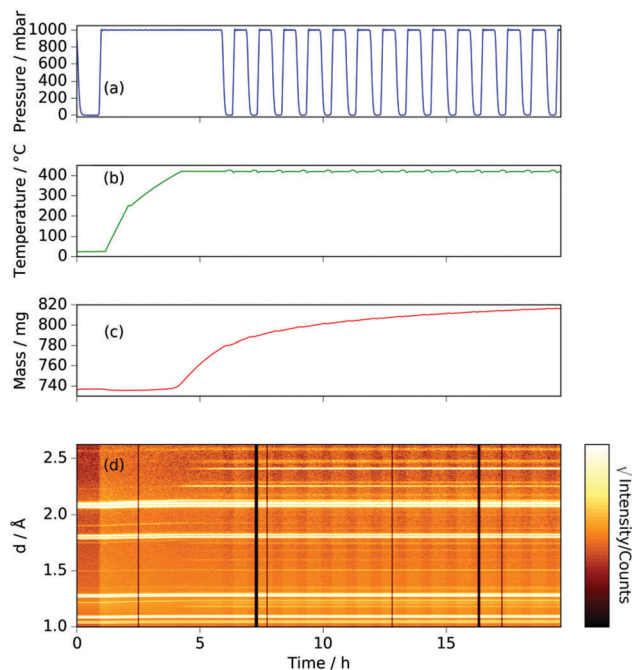 1000
800
600
400
200
0
Pressure / mbar
(a)
400
300
200
100
0
Temperature / °C
(b)
820
800
780
760
740
Mass / mg
(c)
2.5
2.0
1.5
1.0
d / Å
(d)
0
5
10
15
Time / h
√ Intensity/Counts